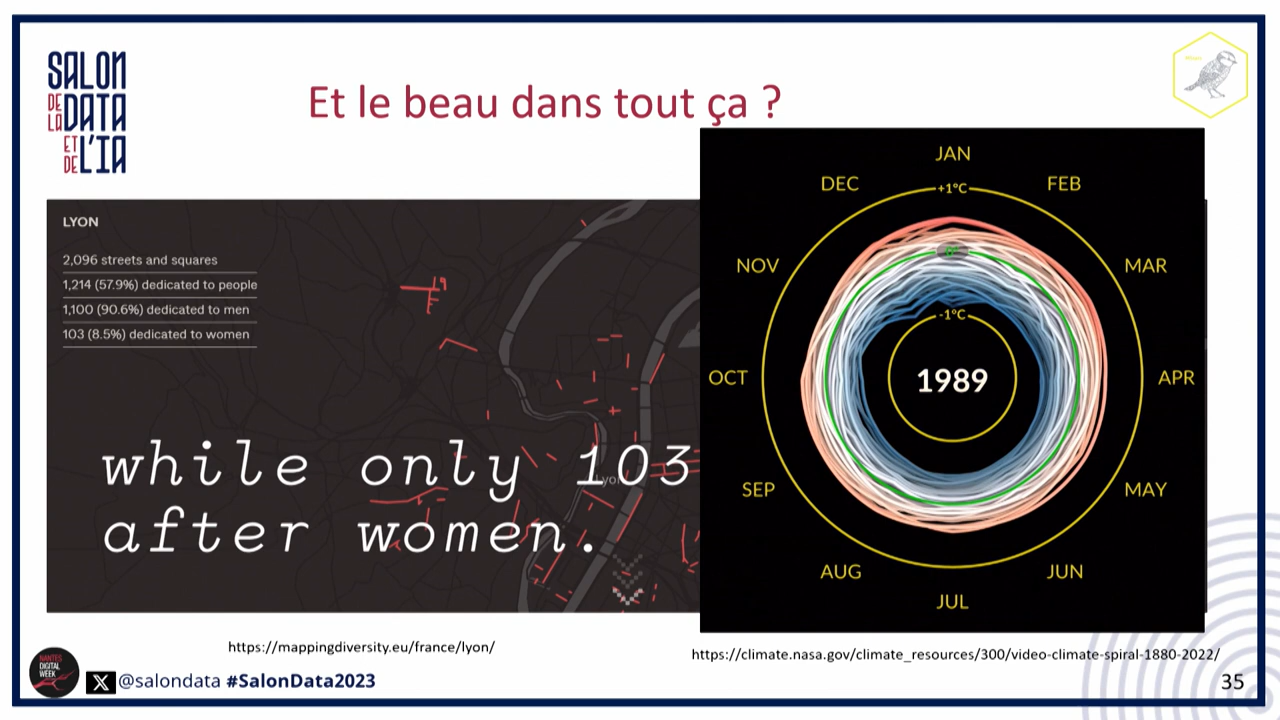 SALON
DE LA DATA
ET DE L'IA
Et le beau dans tout ça ?
LYON
2,096 streets and squares
1,214 (57.9%) dedicated to people
1,100 (90.6%) dedicated to men
103 (8.5%) dedicated to women
while only 103
after women.
JAN
FEB
MAR
APR
MAY
JUN
JUL
AUG
SEP
OCT
NOV
DEC
+1°C
0°
-1°C
1989
https://mappingdiversity.eu/france/lyon/
https://climate.nasa.gov/climate_resources/300/video-climate-spiral-1880-2022/
NANTES
DIGITAL
WEEK
X @salondata #SalonData2023
35